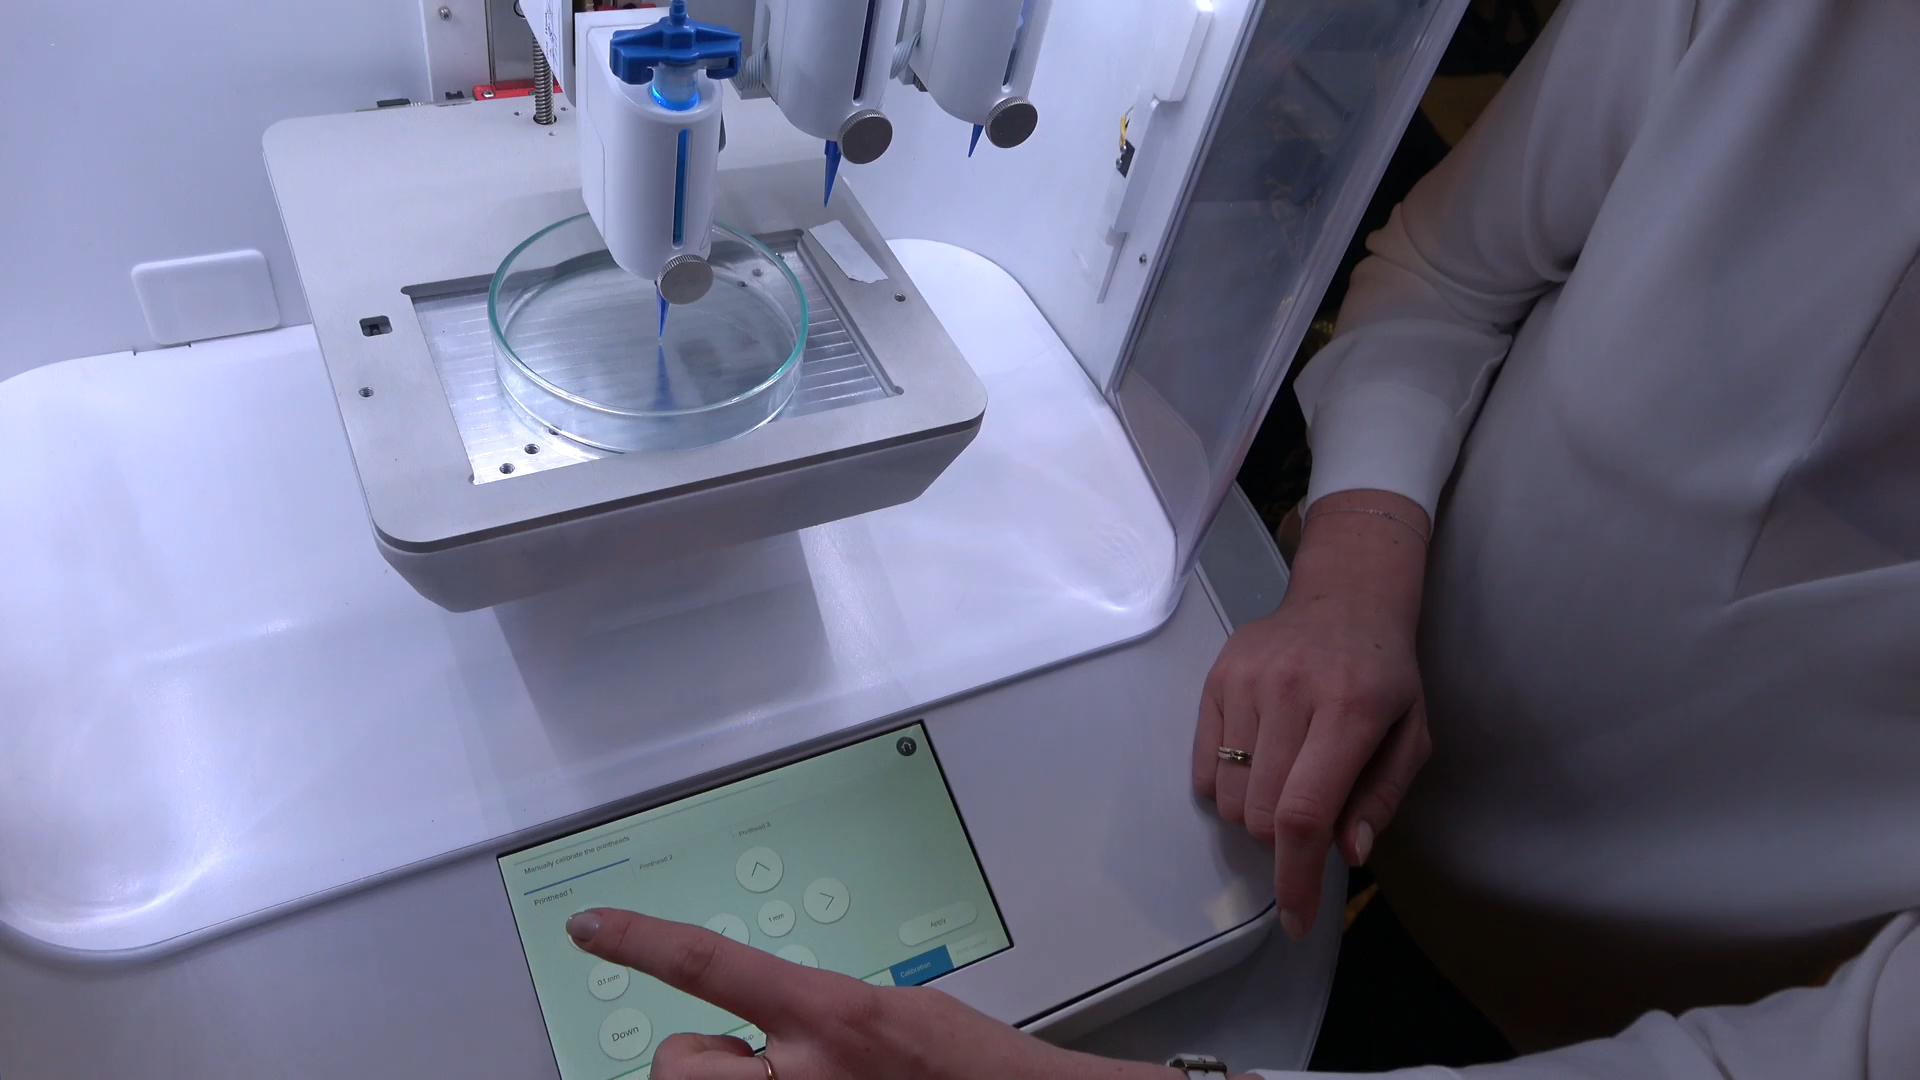 Manually calibrate the printheads
Printhead 1
Printhead 2
Printhead 3
1 mm
0.1 mm
Down
Apply
Calibration